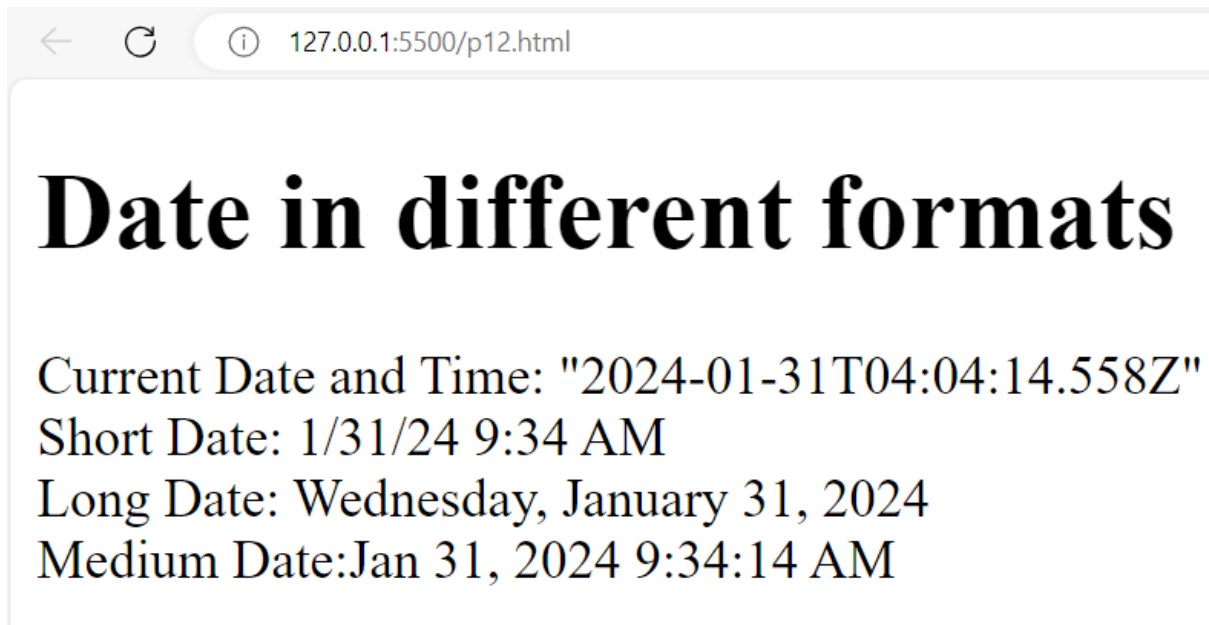 127.0.0.1:5500/p12.html
Date in different formats
Current Date and Time: "2024-01-31T04:04:14.558Z"
Short Date: 1/31/24 9:34 AM
Long Date: Wednesday, January 31, 2024
Medium Date:Jan 31, 2024 9:34:14 AM